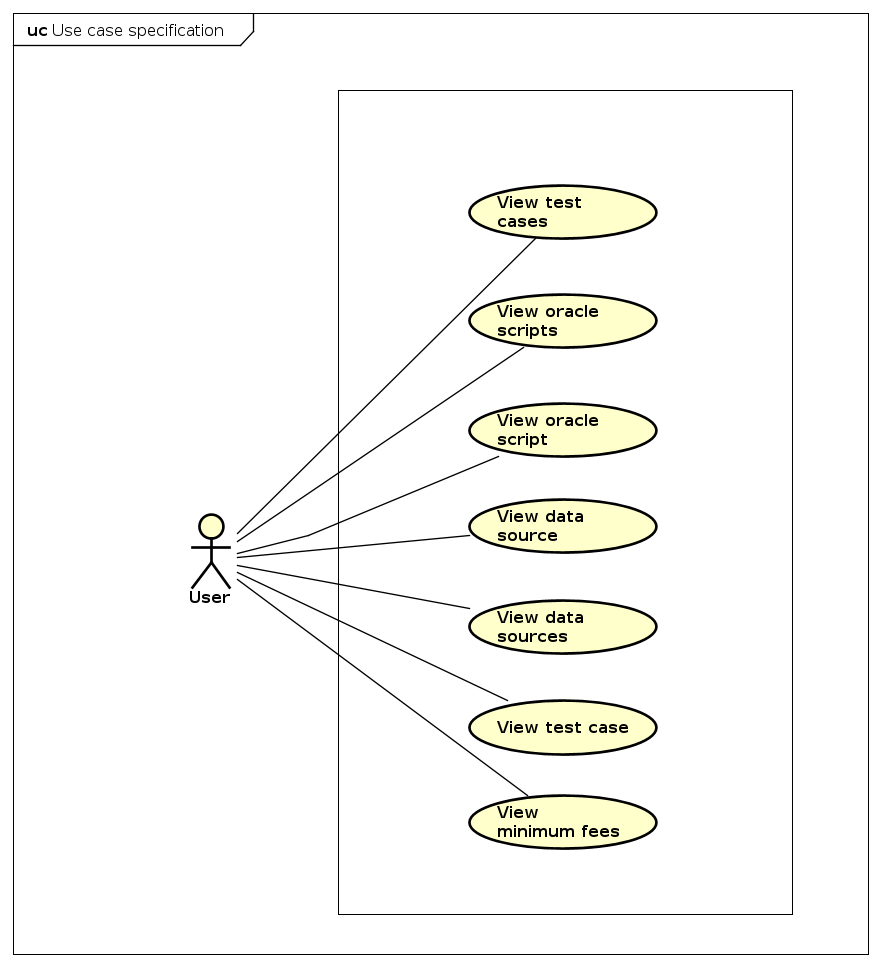 uc Use case specification
View test
cases
View oracle
scripts
View oracle
script
View data
source
User
View data
sources
View test case
View
minimum fees